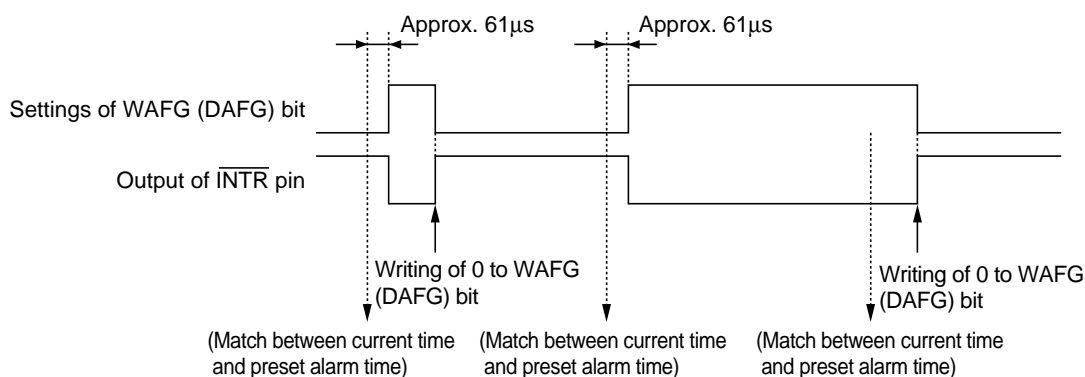 Approx. 61μs
Approx. 61μs
Settings of WAFG (DAFG) bit
Output of INTR pin
Writing of 0 to WAFG
(DAFG) bit
Writing of 0 to WAFG
(DAFG) bit
(Match between current time
and preset alarm time)
(Match between current time
and preset alarm time)
(Match between current time
and preset alarm time)